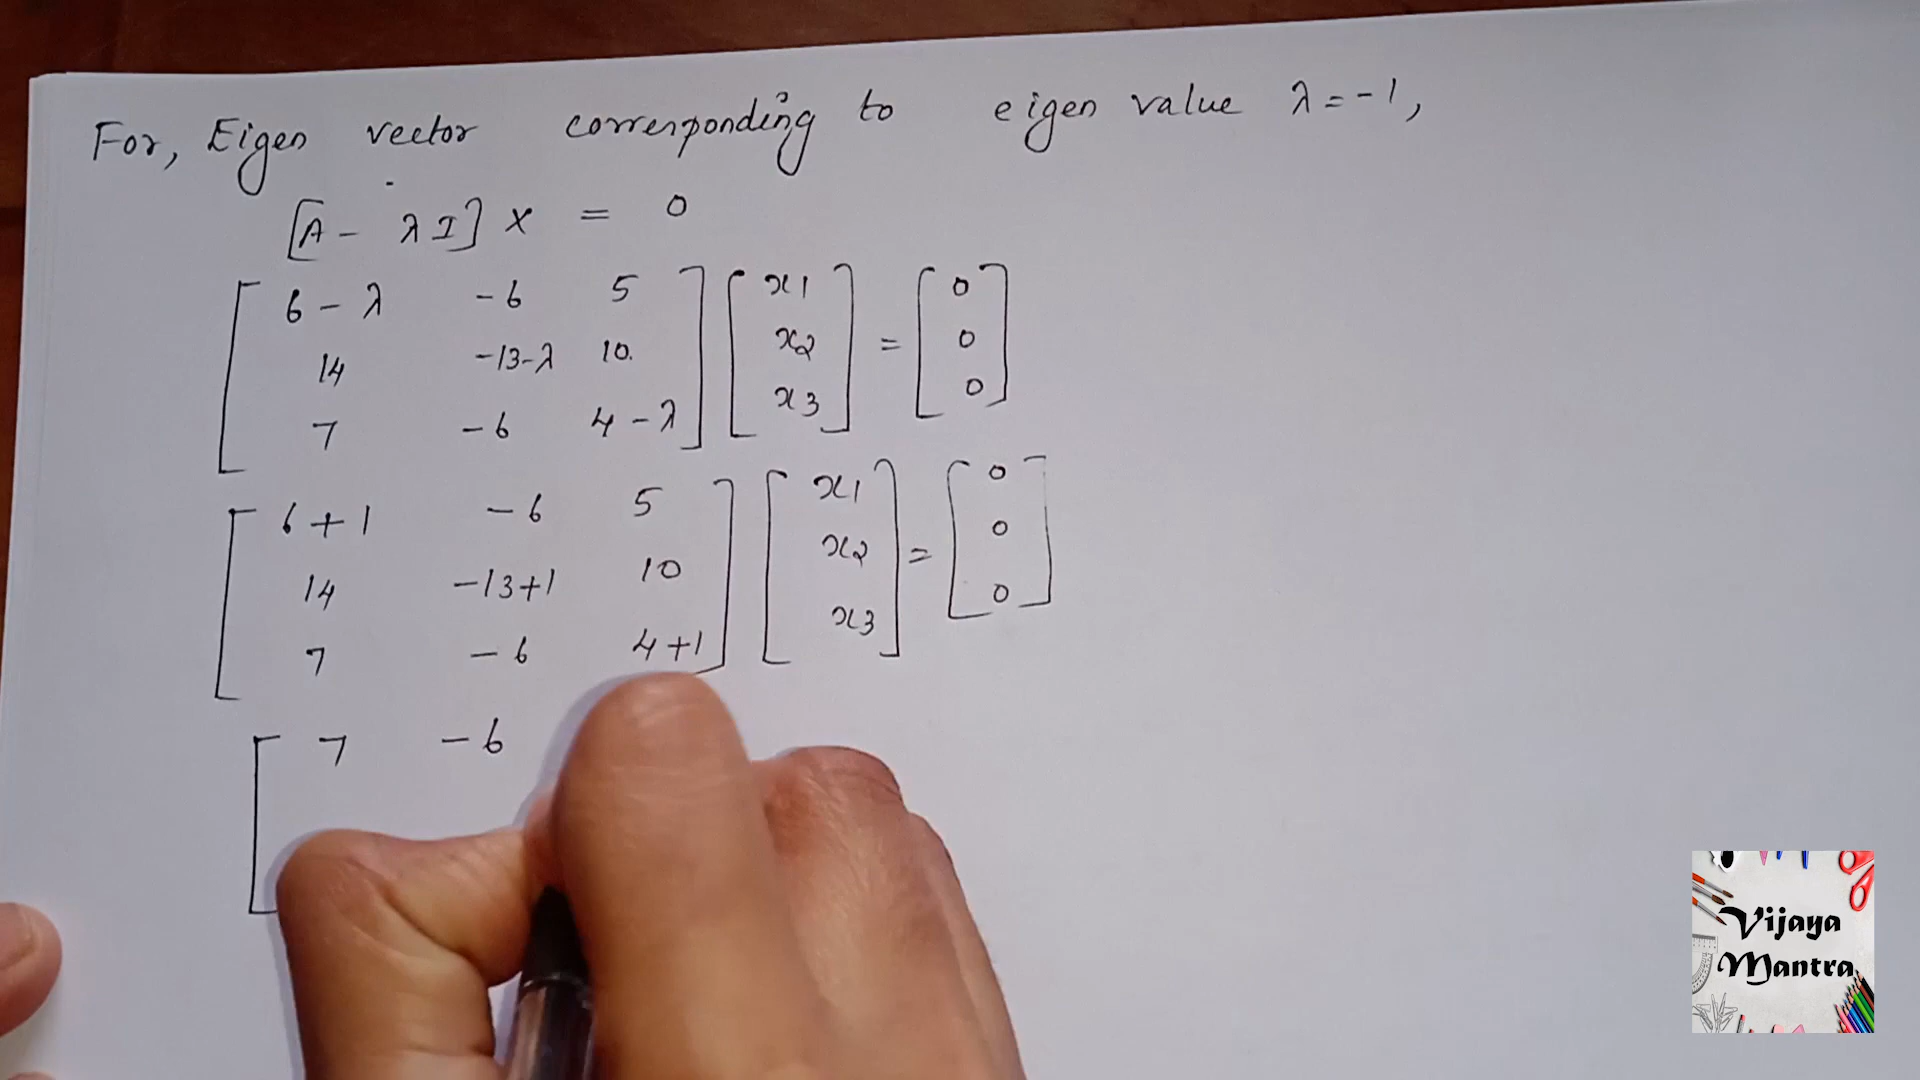 For, Eigen vector corresponding to eigen value λ = -1,
[A - λI] X = 0
[ 6-λ -6 5 ] [ x1 ] = [ 0 ]
[ 14 -13-λ 10 ] [ x2 ] [ 0 ]
[ 7 -6 4-λ ] [ x3 ] [ 0 ]
[ 6+1 -6 5 ] [ x1 ] = [ 0 ]
[ 14 -13+1 10 ] [ x2 ] [ 0 ]
[ 7 -6 4+1 ] [ x3 ] [ 0 ]
[ 7 -6
Vijaya
Mantra